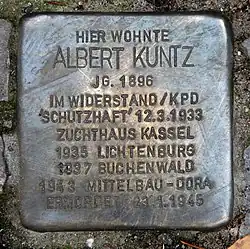 HIER WOHNTE
ALBERT KUNTZ
JG. 1896
IM WIDERSTAND / KPD
'SCHUTZHAFT' 12.3.1933
ZUCHTHAUS KASSEL
1935 LICHTENBURG
1937 BUCHENWALD
1943 MITTELBAU-DORA
ERMORDET 23.1.1945